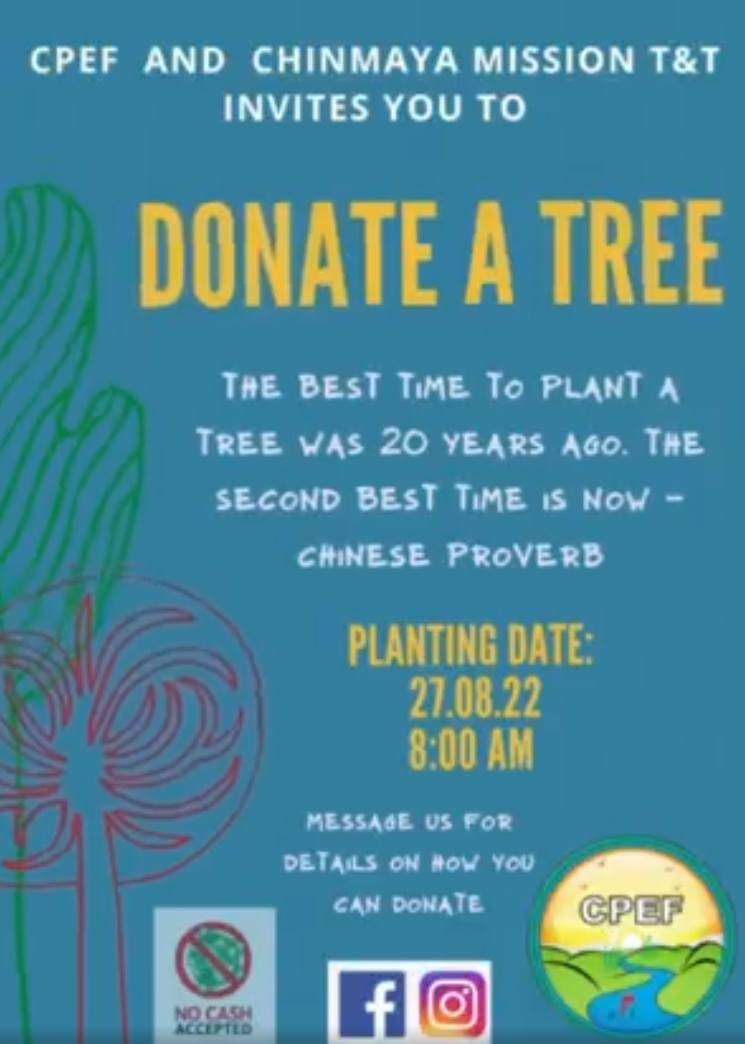 CPEF AND CHINMAYA MISSION T&T
INVITES YOU TO
DONATE A TREE
THE BEST TIME TO PLANT A
TREE WAS 20 YEARS AGO. THE
SECOND BEST TIME IS NOW -
CHINESE PROVERB
PLANTING DATE:
27.08.22
8:00 AM
MESSAGE US FOR
DETAILS ON HOW YOU
CAN DONATE
CPEF
NO CASH
ACCEPTED